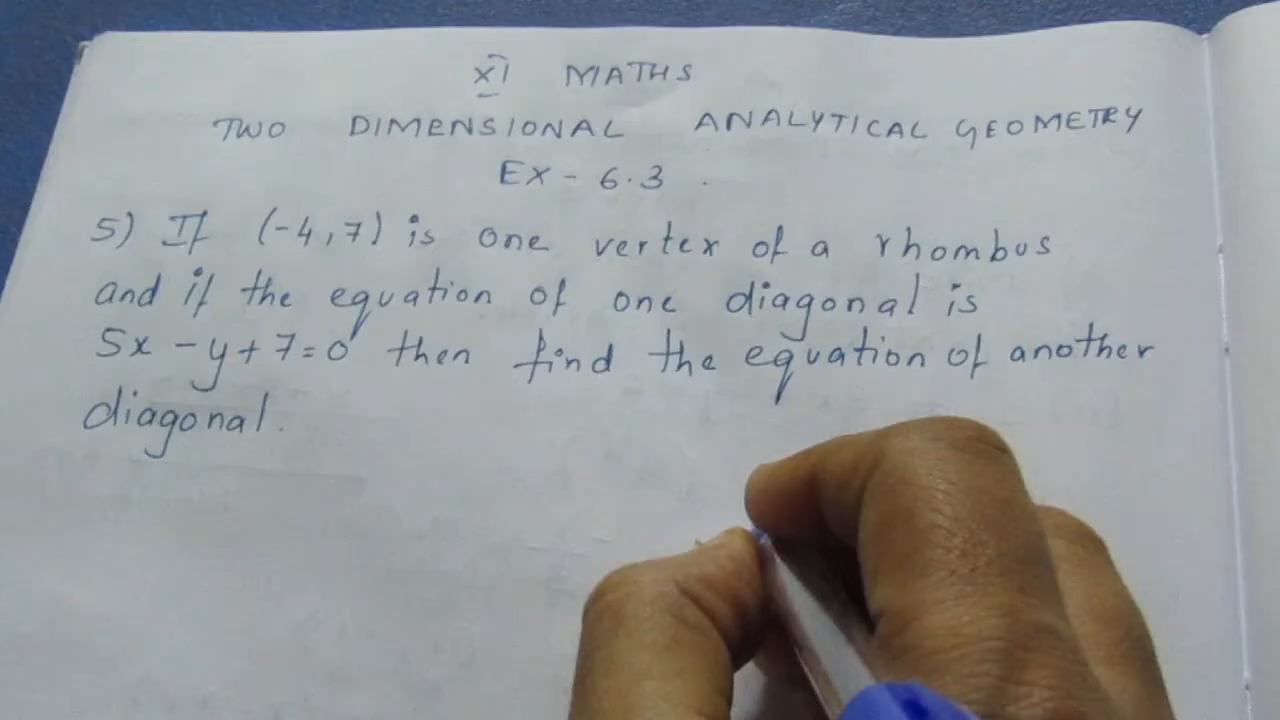 XI MATHS
TWO DIMENSIONAL ANALYTICAL GEOMETRY
EX - 6.3
5) If (-4,7) is one vertex of a rhombus
and if the equation of one diagonal is
5x - y + 7 = 0 then find the equation of another
diagonal.